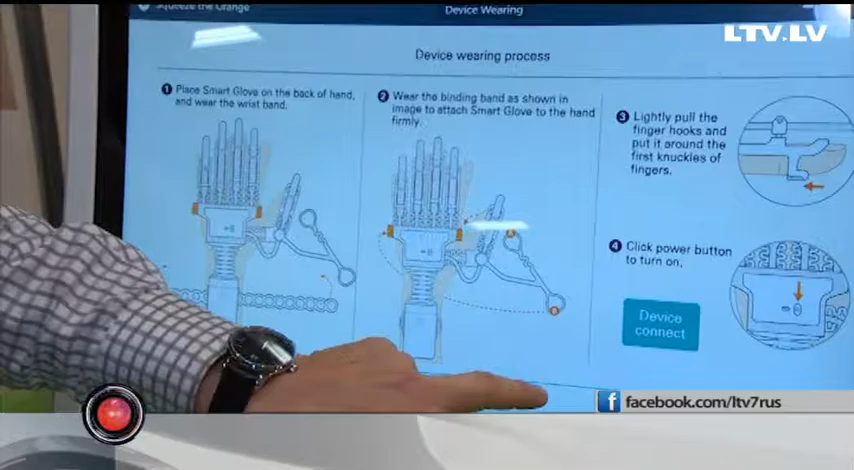 Squeeze the Orange
Device Wearing
LTV.LV
Device wearing process
1 Place Smart Glove on the back of hand,
and wear the wrist band.
2 Wear the binding band as shown in
image to attach Smart Glove to the hand
firmly.
3 Lightly pull the
finger hooks and
put it around the
first knuckles of
fingers.
A
B
4 Click power button
to turn on.
Device
connect
f facebook.com/ltv7rus